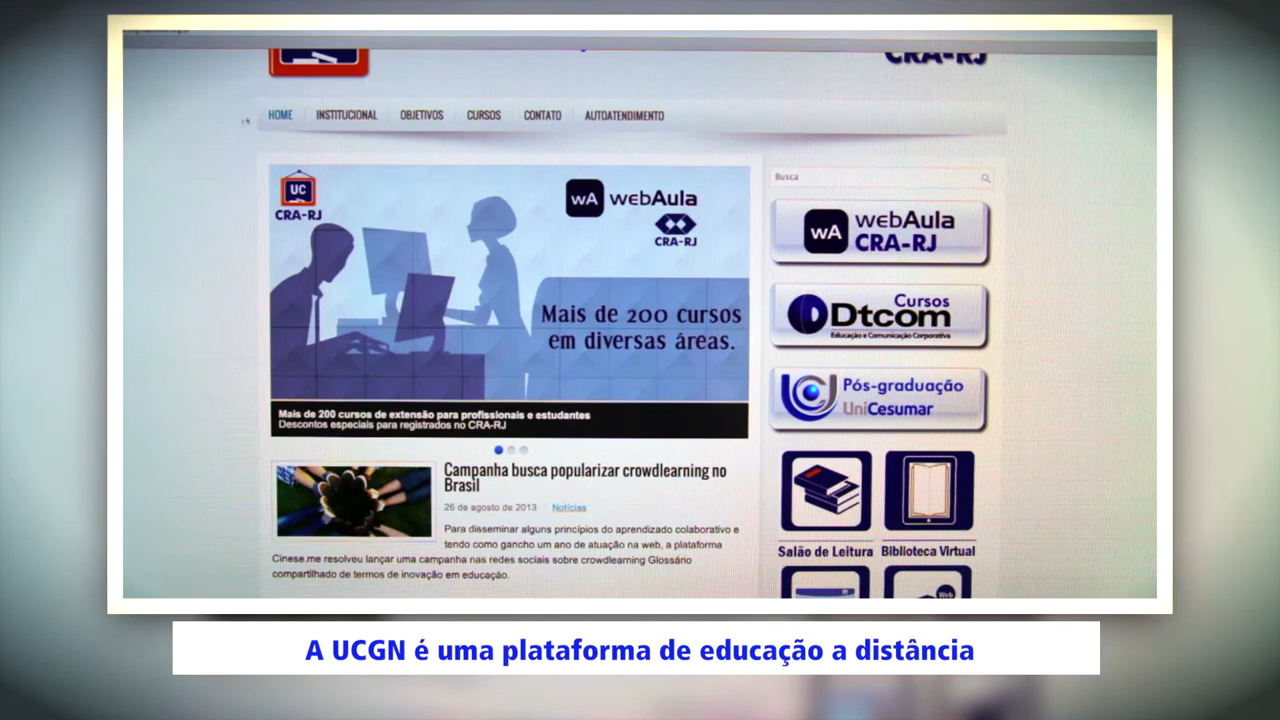 CRA-RJ
HOME INSTITUCIONAL OBJETIVOS CURSOS CONTATO AUTOATENDIMENTO
UC
CRA-RJ
wA webAula
CRA-RJ
Mais de 200 cursos
em diversas áreas.
Mais de 200 cursos de extensão para profissionais e estudantes
Descontos especiais para registrados no CRA-RJ
Campanha busca popularizar crowdlearning no
Brasil
26 de agosto de 2013 Notícias
Para disseminar alguns princípios do aprendizado colaborativo e
tendo como gancho um ano de atuação na web, a plataforma
Cinese.me resolveu lançar uma campanha nas redes sociais sobre crowdlearning Glossário
compartilhado de termos de inovação em educação.
Busca
wA webAula
CRA-RJ
Cursos
Dtcom
Educação e Comunicação Corporativa
Pós-graduação
UniCesumar
Salão de Leitura Biblioteca Virtual
Web
A UCGN é uma plataforma de educação a distância